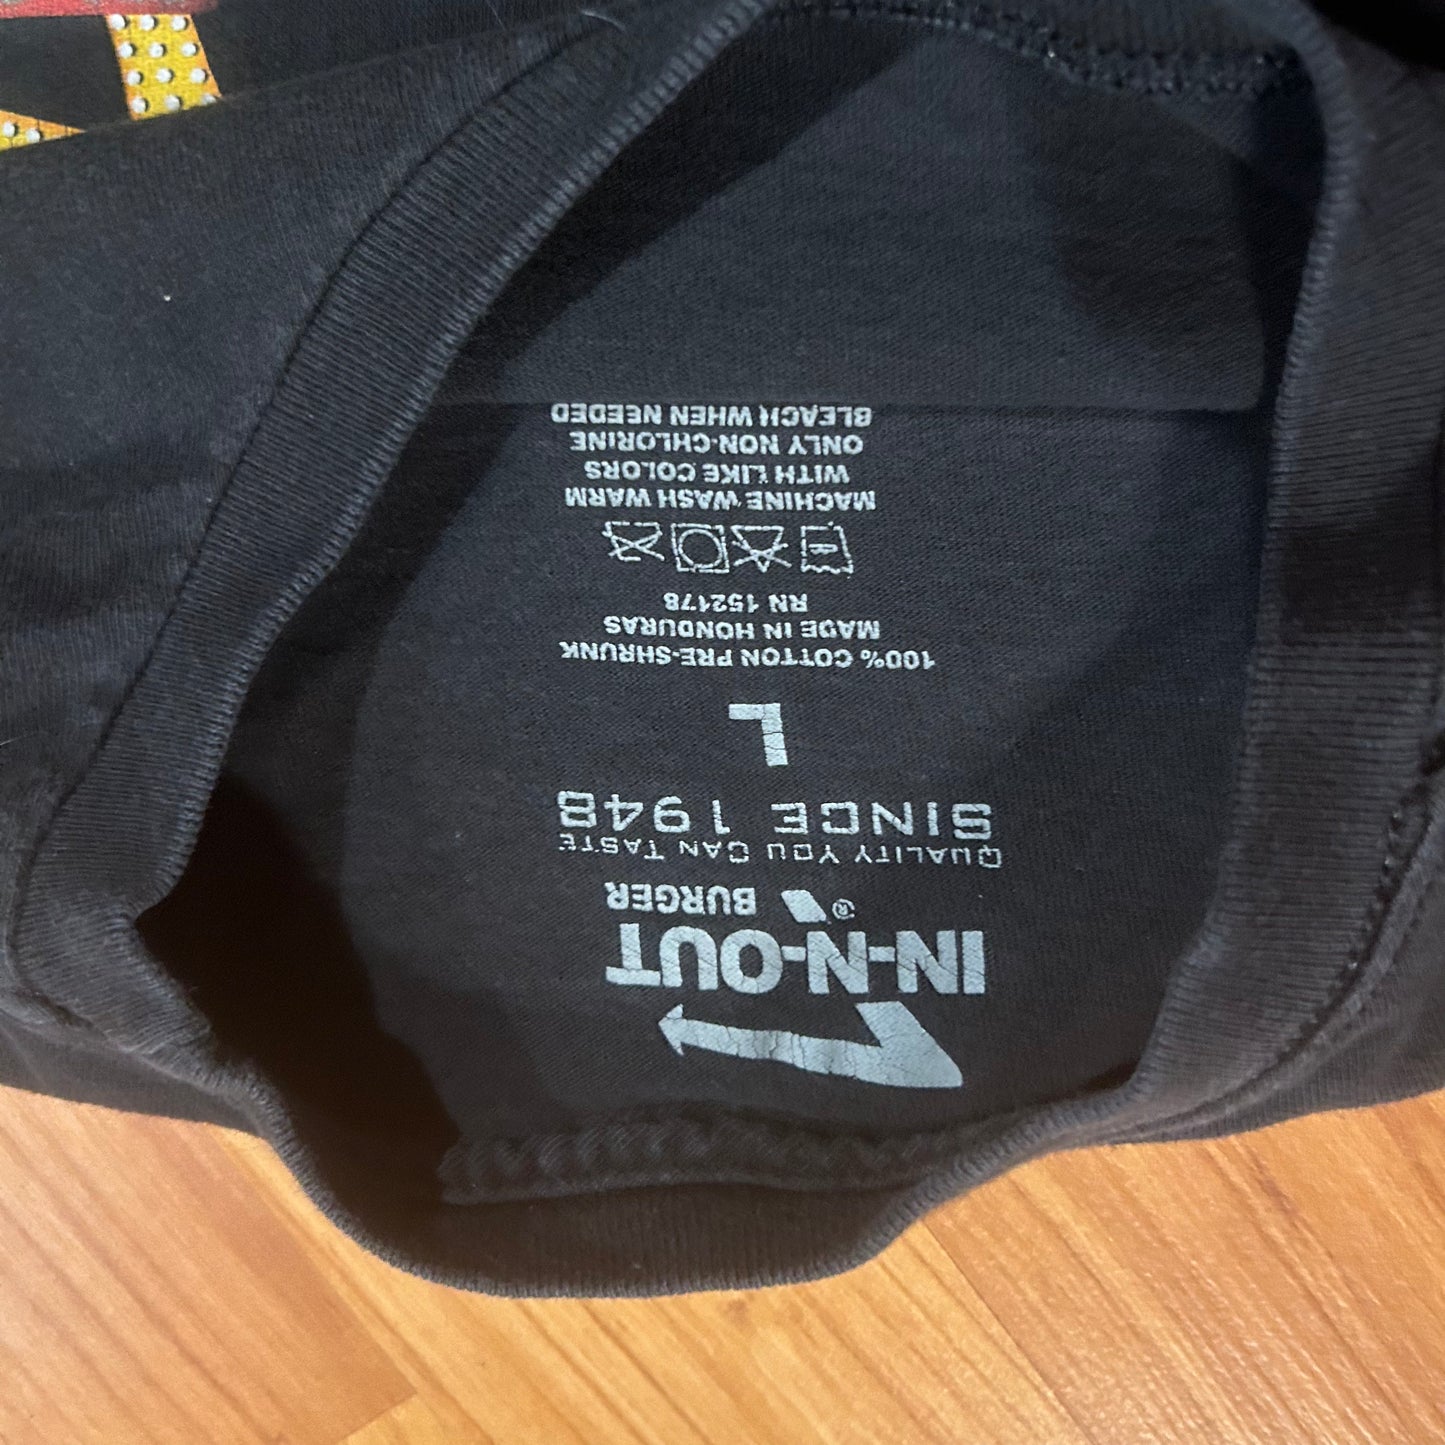 IN-N-OUT
BURGER ®
QUALITY YOU CAN TASTE
SINCE 1948
L
100% COTTON PRE-SHRUNK
MADE IN HONDURAS
RN 152178
MACHINE WASH WARM
WITH LIKE COLORS
ONLY NON-CHLORINE
BLEACH WHEN NEEDED